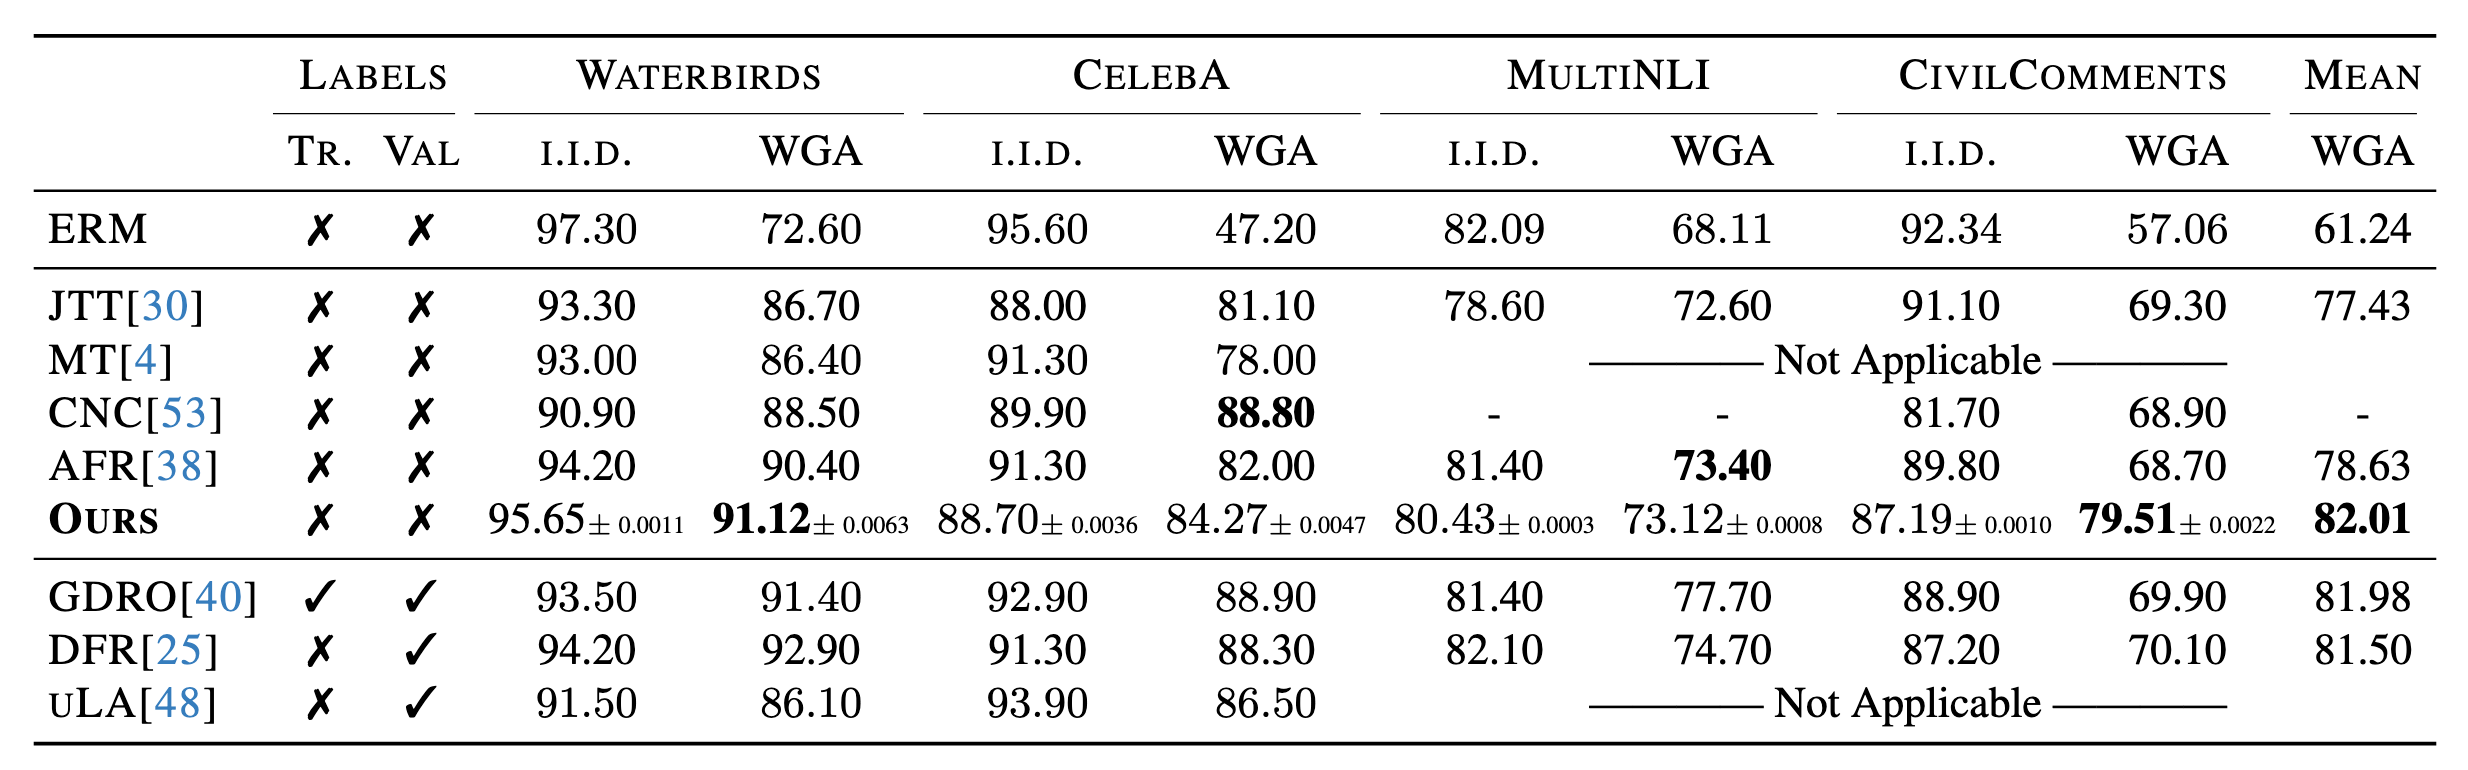 LABELS WATERBIRDS CELEBA MULTINLI CIVILCOMMENTS MEAN
TR. VAL I.I.D. WGA I.I.D. WGA I.I.D. WGA I.I.D. WGA WGA
ERM ✗ ✗ 97.30 72.60 95.60 47.20 82.09 68.11 92.34 57.06 61.24
JTT[30] ✗ ✗ 93.30 86.70 88.00 81.10 78.60 72.60 91.10 69.30 77.43
MT[4] ✗ ✗ 93.00 86.40 91.30 78.00 Not Applicable
CNC[53] ✗ ✗ 90.90 88.50 89.90 88.80 - - 81.70 68.90 -
AFR[38] ✗ ✗ 94.20 90.40 91.30 82.00 81.40 73.40 89.80 68.70 78.63
OURS ✗ ✗ 95.65± 0.0011 91.12± 0.0063 88.70± 0.0036 84.27± 0.0047 80.43± 0.0003 73.12± 0.0008 87.19± 0.0010 79.51± 0.0022 82.01
GDRO[40] ✓ ✓ 93.50 91.40 92.90 88.90 81.40 77.70 88.90 69.90 81.98
DFR[25] ✗ ✓ 94.20 92.90 91.30 88.30 82.10 74.70 87.20 70.10 81.50
ULA[48] ✗ ✓ 91.50 86.10 93.90 86.50 Not Applicable